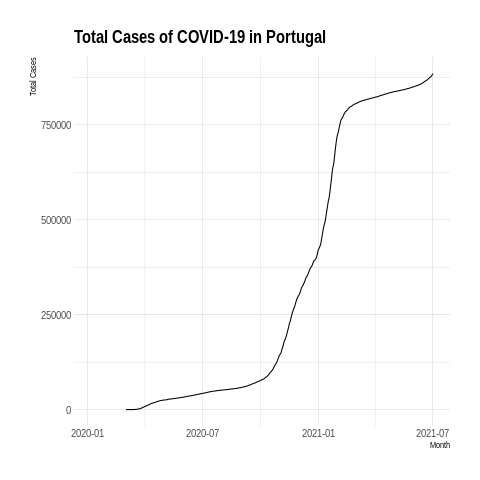 Total Cases of COVID-19 in Portugal
Total Cases
750000
500000
250000
0
2020-01 2020-07 2021-01 2021-07
Month